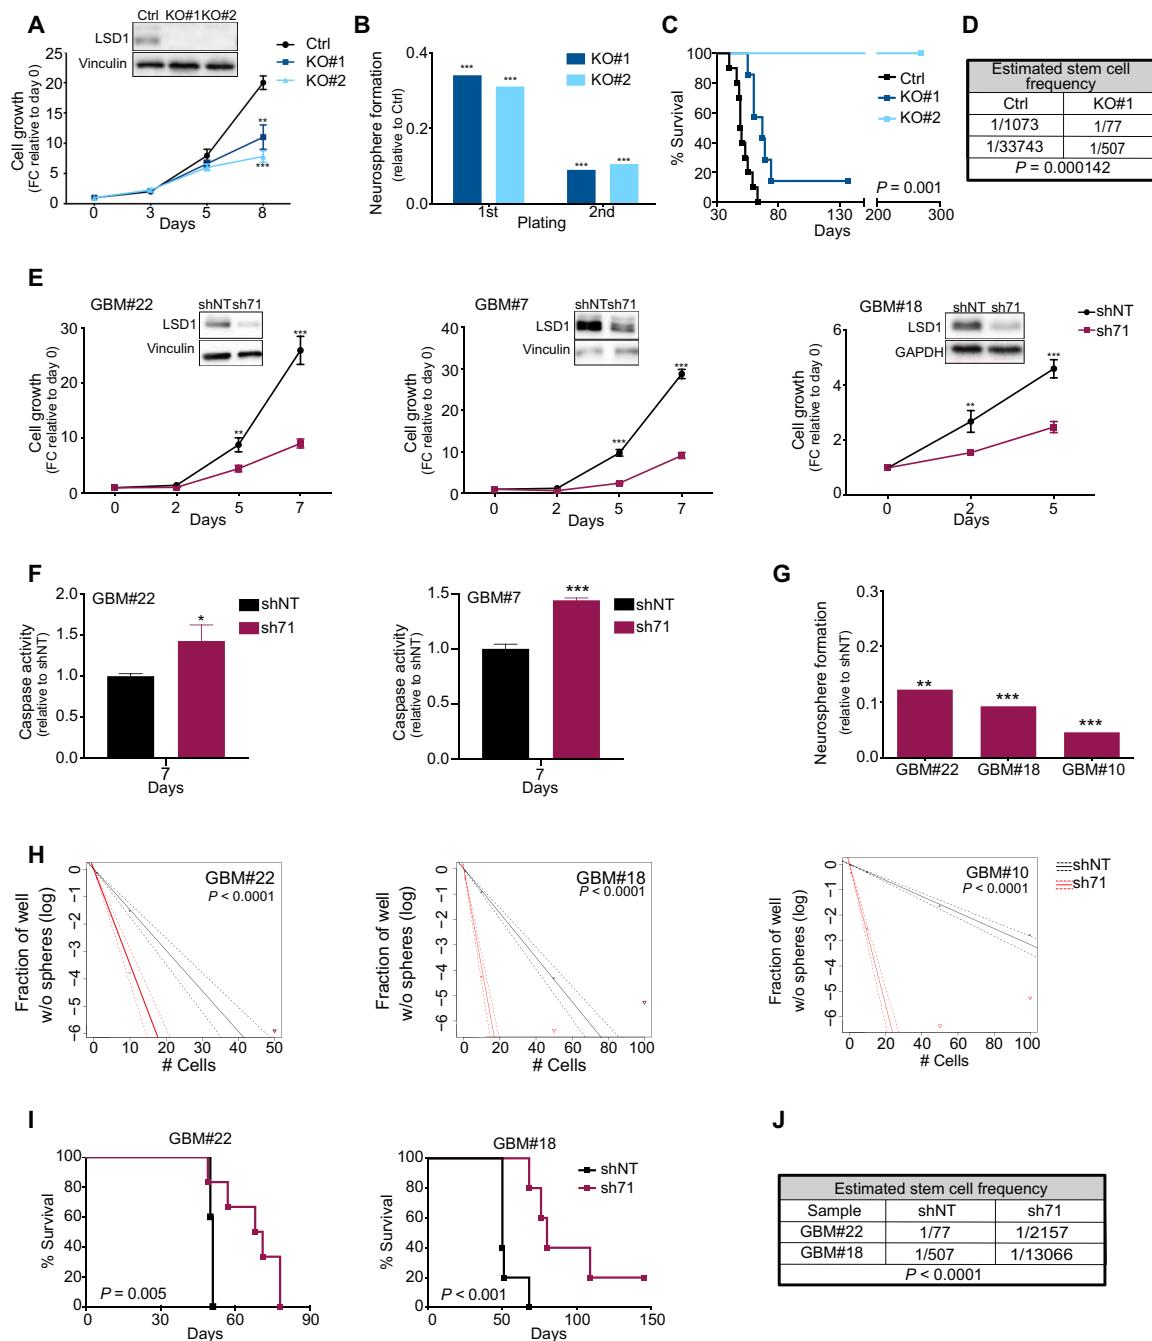 A
Ctrl KO#1 KO#2
LSD1
Vinculin
Ctrl
KO#1
KO#2
Cell growth
(FC relative to day 0)
25
20
15
10
5
0
**
***
0 3 5 8
Days
B
Neurosphere formation
(relative to Ctrl)
0.4
0.2
0.0
*** ***
*** ***
KO#1
KO#2
1st 2nd
Plating
C
% Survival
100
80
60
40
20
0
Ctrl
KO#1
KO#2
P = 0.001
30 80 130 200 300
Days
D
Estimated stem cell
frequency
Ctrl KO#1
1/1073 1/77
1/33743 1/507
P = 0.000142
E
GBM#22
shNT sh71
LSD1
Vinculin
Cell growth
(FC relative to day 0)
30
20
10
0
**
***
0 2 5 7
Days
GBM#7
shNT sh71
LSD1
Vinculin
Cell growth
(FC relative to day 0)
40
30
20
10
0
***
***
0 2 5 7
Days
GBM#18
shNT sh71
LSD1
GAPDH
shNT
sh71
Cell growth
(FC relative to day 0)
6
4
2
0
**
***
0 2 5
Days
F
GBM#22
Caspase activity
(relative to shNT)
2.0
1.5
1.0
0.5
0.0
*
shNT
sh71
7
Days
GBM#7
Caspase activity
(relative to shNT)
1.5
1.0
0.5
0.0
***
shNT
sh71
7
Days
G
Neurosphere formation
(relative to shNT)
0.3
0.2
0.1
0.0
** *** ***
GBM#22 GBM#18 GBM#10
H
GBM#22
P < 0.0001
Fraction of well
w/o spheres (log)
0
−1
−2
−3
−4
−5
−6
0 10 20 30 40 50
# Cells
GBM#18
P < 0.0001
Fraction of well
w/o spheres (log)
0
−1
−2
−3
−4
−5
−6
0 20 40 60 80 100
# Cells
GBM#10
P < 0.0001
shNT
sh71
Fraction of well
w/o spheres (log)
0
−1
−2
−3
−4
−5
−6
0 20 40 60 80 100
# Cells
I
GBM#22
% Survival
100
80
60
40
20
0
P = 0.005
0 30 60 90
Days
GBM#18
% Survival
100
80
60
40
20
0
shNT
sh71
P < 0.001
0 50 100 150
Days
J
Estimated stem cell frequency
Sample shNT sh71
GBM#22 1/77 1/2157
GBM#18 1/507 1/13066
P < 0.0001